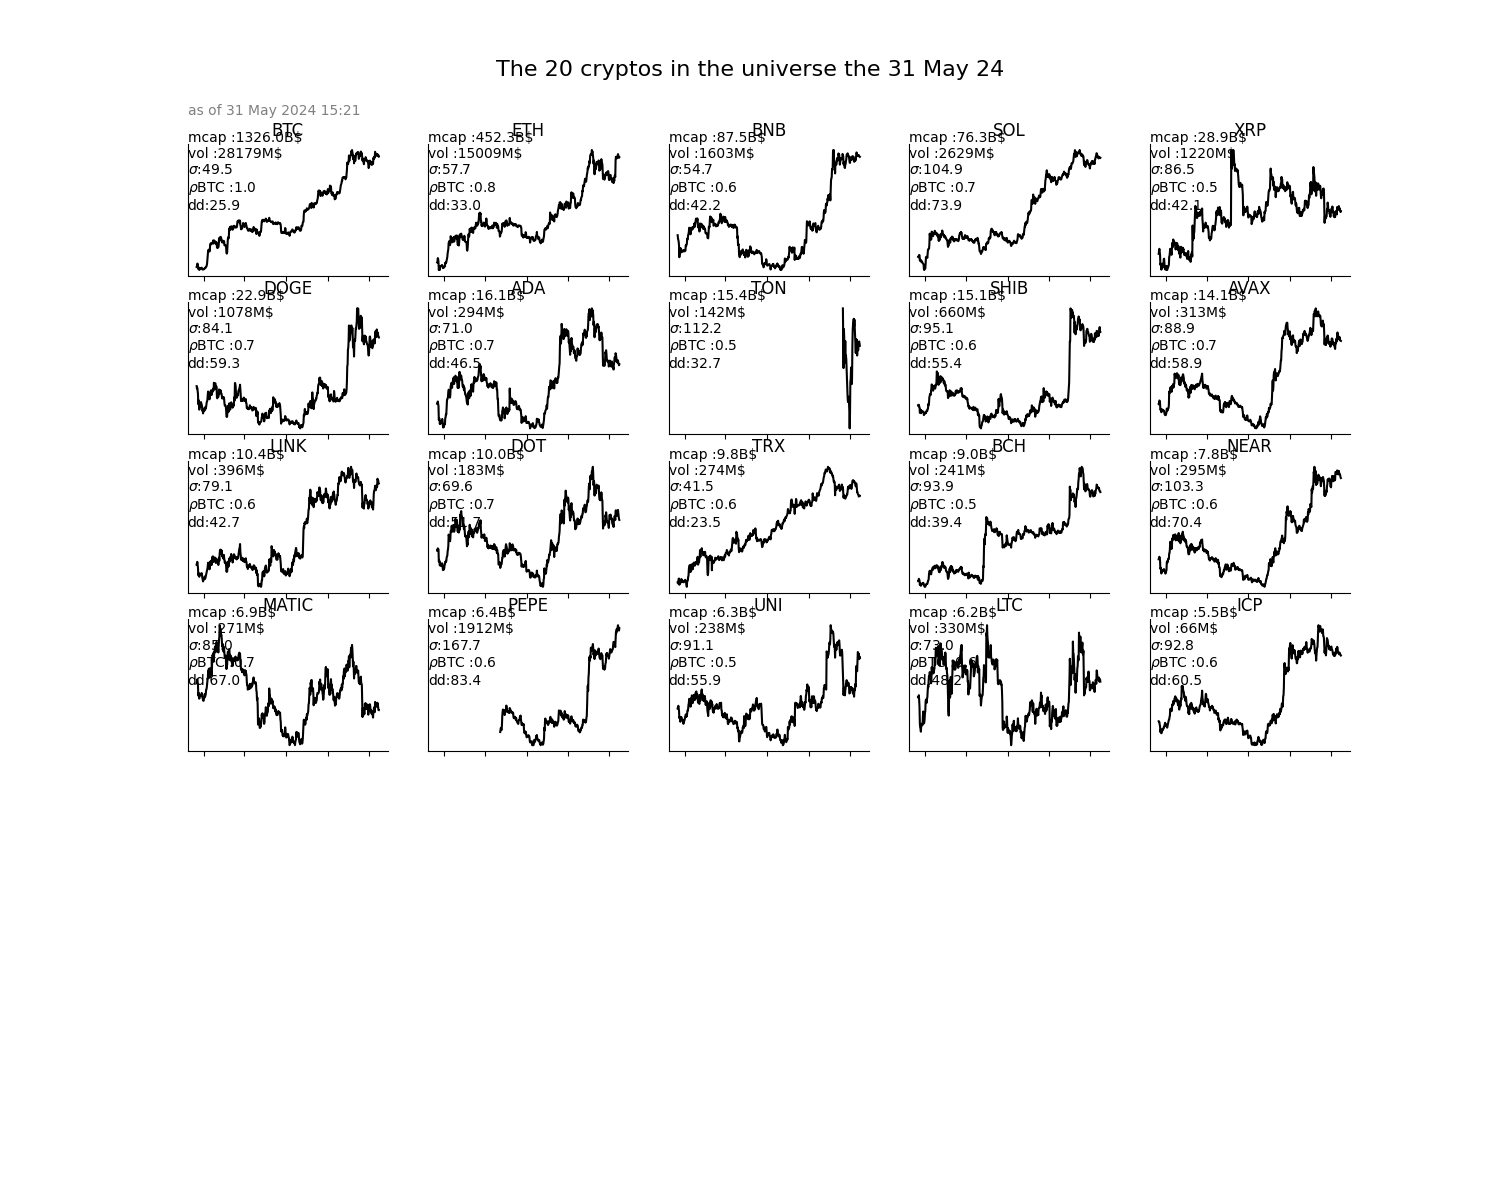 The 20 cryptos in the universe the 31 May 24
as of 31 May 2024 15:21
BTC
mcap :1326.0B$
vol :28179M$
σ:49.5
ρBTC :1.0
dd:25.9
ETH
mcap :452.3B$
vol :15009M$
σ:57.7
ρBTC :0.8
dd:33.0
BNB
mcap :87.5B$
vol :1603M$
σ:54.7
ρBTC :0.6
dd:42.2
SOL
mcap :76.3B$
vol :2629M$
σ:104.9
ρBTC :0.7
dd:73.9
XRP
mcap :28.9B$
vol :1220M$
σ:86.5
ρBTC :0.5
dd:42.1
DOGE
mcap :22.9B$
vol :1078M$
σ:84.1
ρBTC :0.7
dd:59.3
ADA
mcap :16.1B$
vol :294M$
σ:71.0
ρBTC :0.7
dd:46.5
TON
mcap :15.4B$
vol :142M$
σ:112.2
ρBTC :0.5
dd:32.7
SHIB
mcap :15.1B$
vol :660M$
σ:95.1
ρBTC :0.6
dd:55.4
AVAX
mcap :14.1B$
vol :313M$
σ:88.9
ρBTC :0.7
dd:58.9
LINK
mcap :10.4B$
vol :396M$
σ:79.1
ρBTC :0.6
dd:42.7
DOT
mcap :10.0B$
vol :183M$
σ:69.6
ρBTC :0.7
TRX
mcap :9.8B$
vol :274M$
σ:41.5
ρBTC :0.6
dd:23.5
BCH
mcap :9.0B$
vol :241M$
σ:93.9
ρBTC :0.5
dd:39.4
NEAR
mcap :7.8B$
vol :295M$
σ:103.3
ρBTC :0.6
dd:70.4
MATIC
mcap :6.9B$
vol :271M$
ρBTC :0.7
dd:67.0
PEPE
mcap :6.4B$
vol :1912M$
σ:167.7
ρBTC :0.6
dd:83.4
UNI
mcap :6.3B$
vol :238M$
σ:91.1
ρBTC :0.5
dd:55.9
LTC
mcap :6.2B$
vol :330M$
σ:73.0
dd:48.2
ICP
mcap :5.5B$
vol :66M$
σ:92.8
ρBTC :0.6
dd:60.5